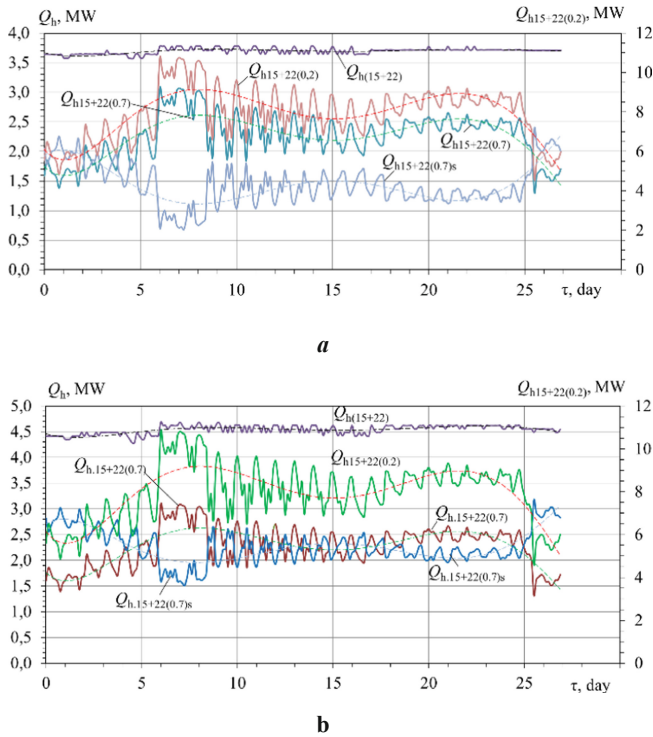 Qh, MW Qh15÷22(0.2), MW
4,0 12
3,5 10
3,0
2,5 8
2,0 6
1,5 4
1,0
0,5 2
0,0 0
0 5 10 15 20 25 τ, day
Qh15÷22(0,2) Qh(15÷22)
Qh15÷22(0.7)
Qh15÷22(0.7)
Qh15÷22(0.7)s
a
Qh, MW Qh15÷22(0.2), MW
5,0 12
4,5 10
4,0
3,5 8
3,0
2,5 6
2,0 4
1,5
1,0 2
0,5
0,0 0
0 5 10 15 20 25
τ, day
Qh(15÷22)
Qh15÷22(0.2)
Qh.15÷22(0.7)
Qh.15÷22(0.7)
Qh.15÷22(0.7)s
Qh.15÷22(0.7)s
b